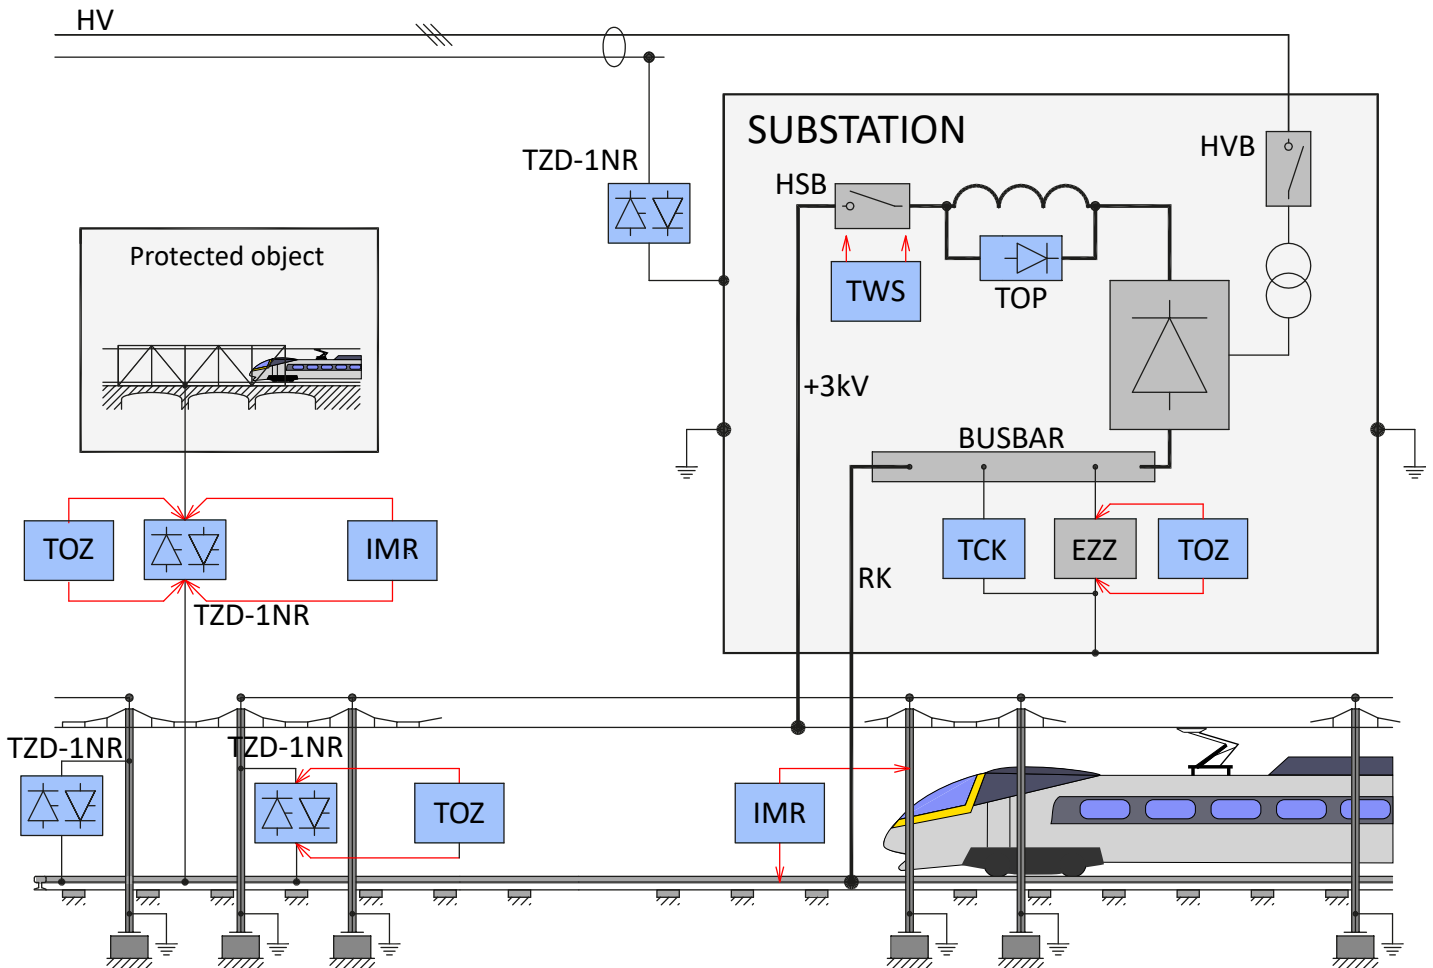 HV
SUBSTATION
HVB
TZD-1NR
HSB
Protected object
TWS
TOP
+3kV
BUSBAR
TOZ
IMR
TCK
EZZ
TOZ
RK
TZD-1NR
TZD-1NR
TZD-1NR
TOZ
IMR